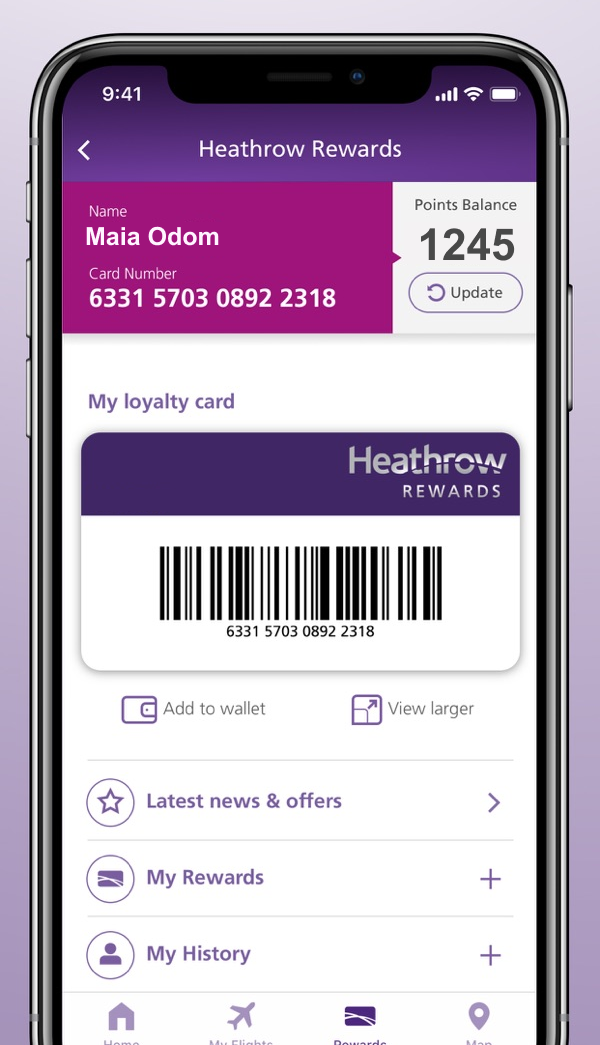 9:41
Heathrow Rewards
Name
Maia Odom
Card Number
6331 5703 0892 2318
Points Balance
1245
Update
My loyalty card
Heathrow
REWARDS
6331 5703 0892 2318
Add to wallet
View larger
Latest news & offers
My Rewards
My History
Home
My Flights
Rewards
Map